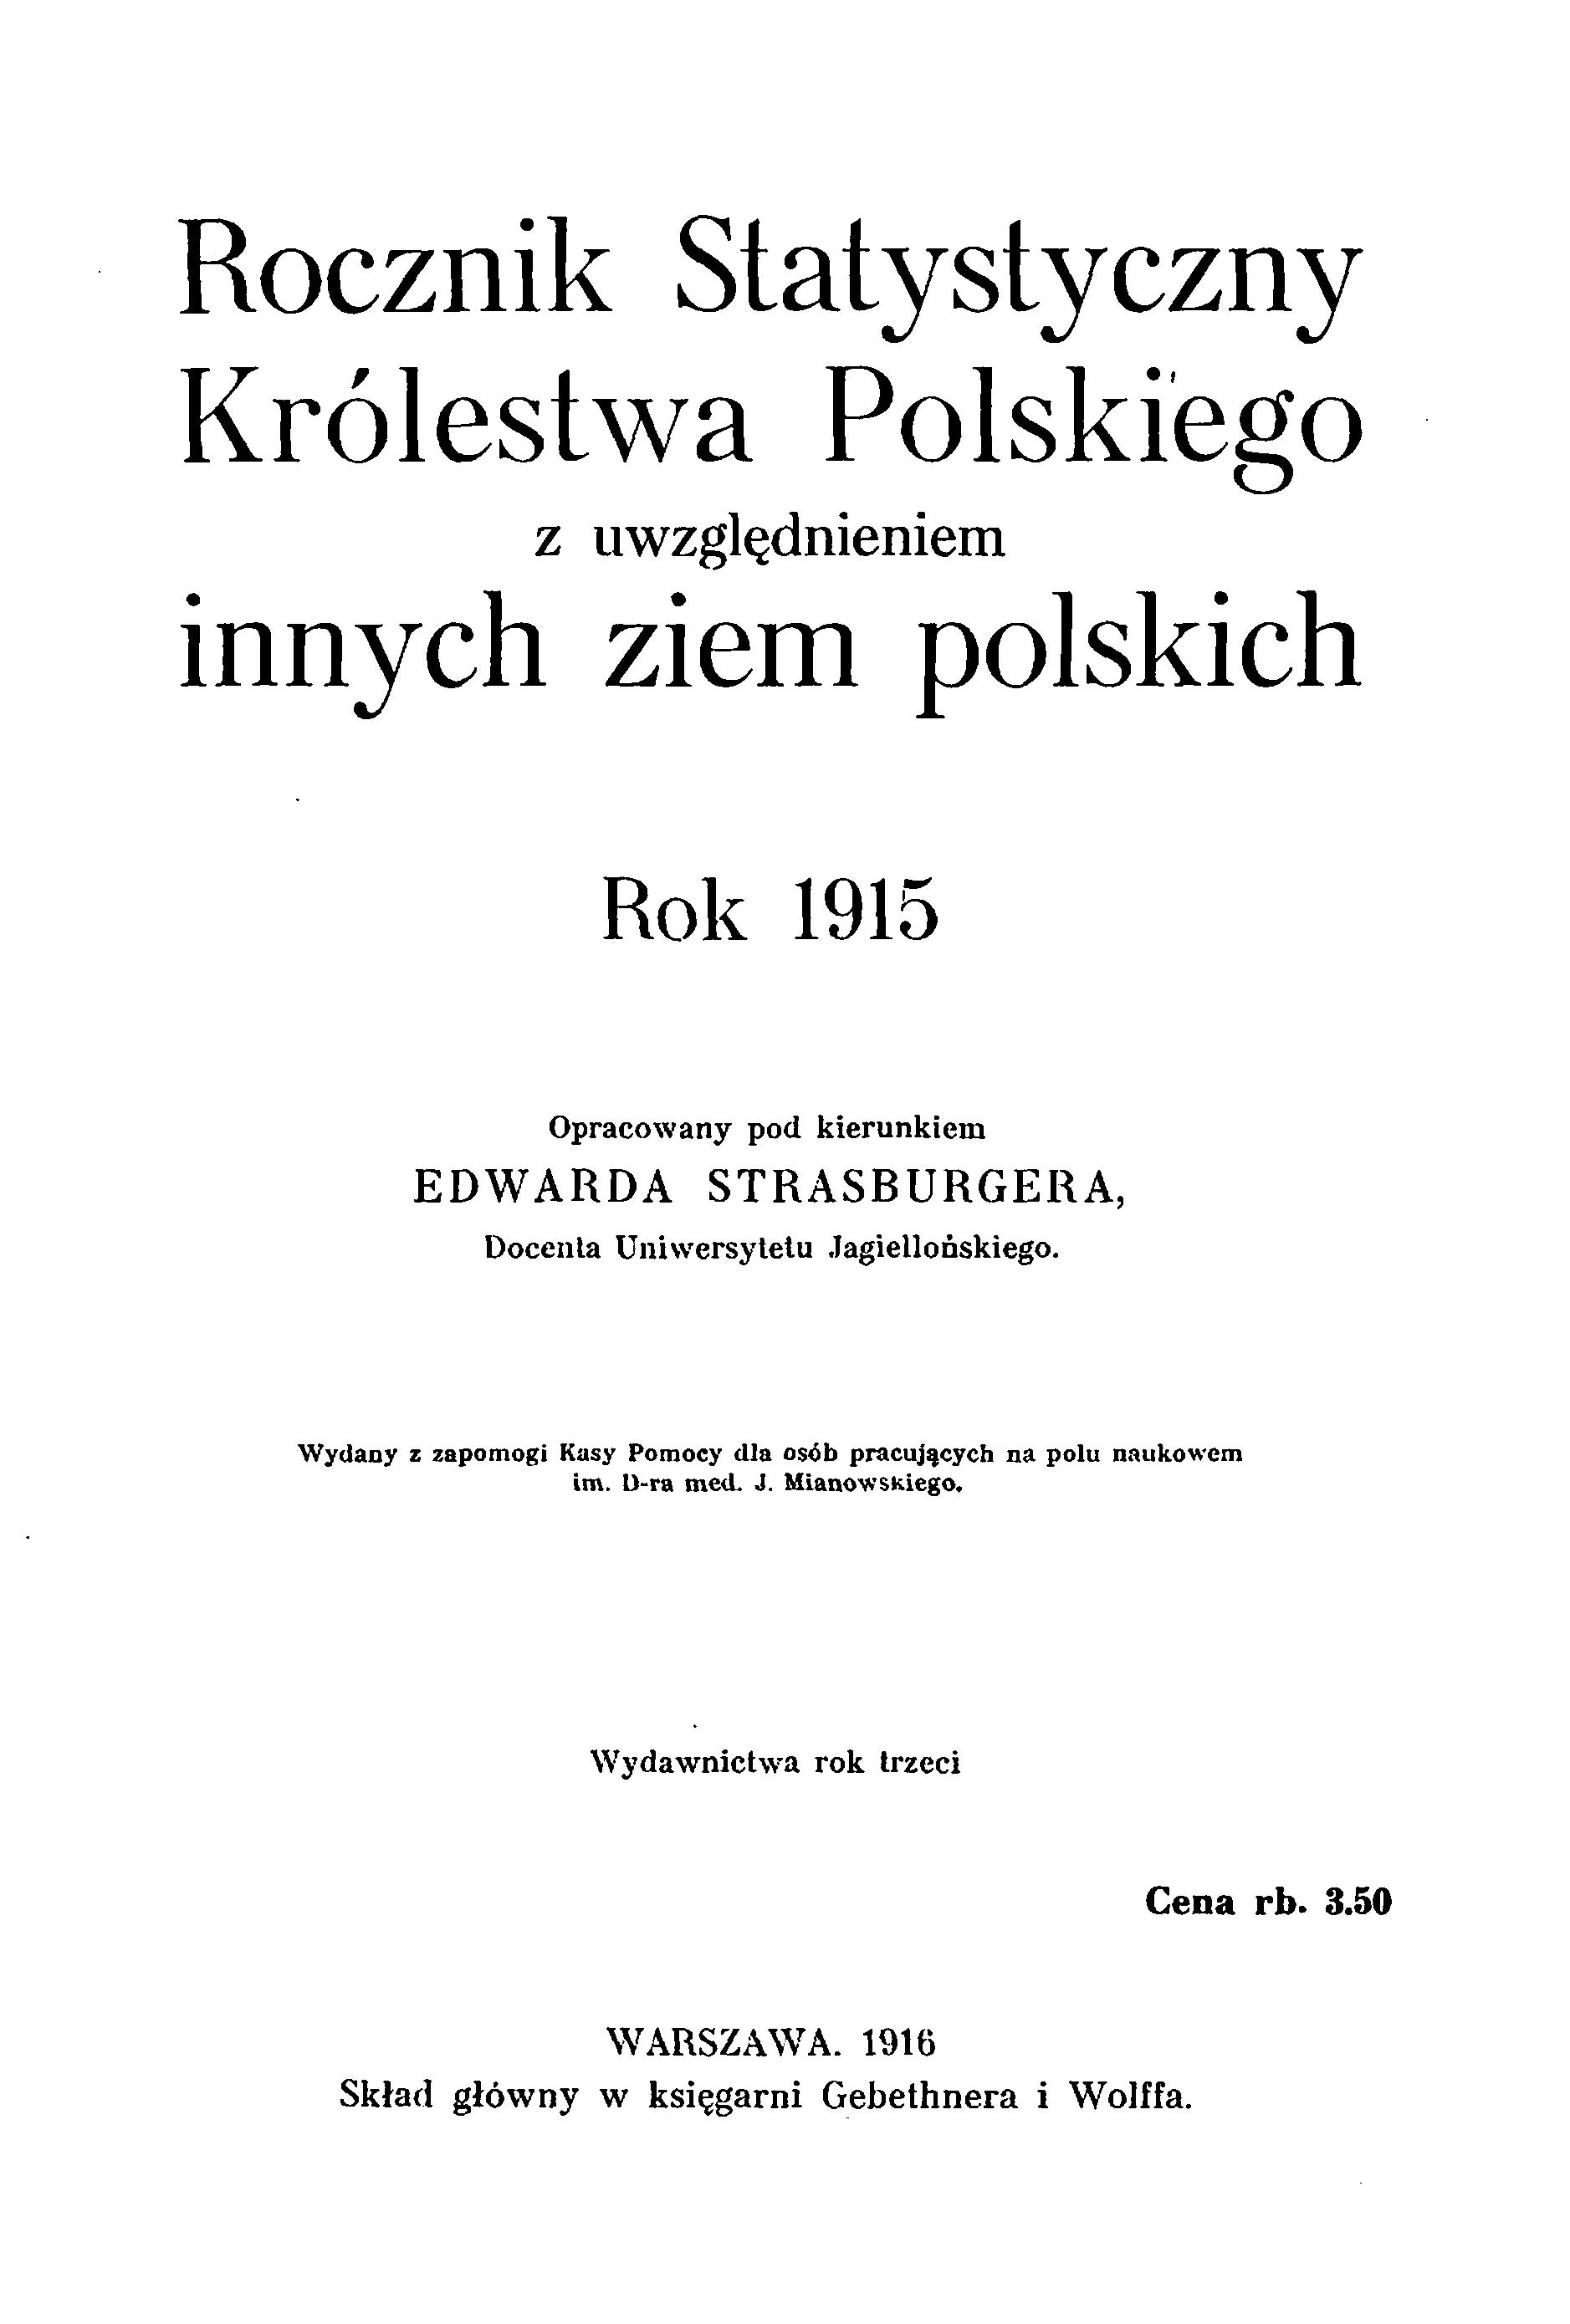 Rocznik Statystyczny
Królestwa Polskiego
z uwzględnieniem
innych ziem polskich
Rok 1915
Opracowany pod kierunkiem
EDWARDA STRASBURGERA,
Docenta Uniwersytetu Jagiellońskiego.
Wydany z zapomogi Kasy Pomocy dla osób pracujących na polu naukowem
im. D-ra med. J. Mianowskiego.
Wydawnictwa rok trzeci
Cena rb. 3.50
WARSZAWA. 1916
Skład główny w księgarni Gebethnera i Wolffa.